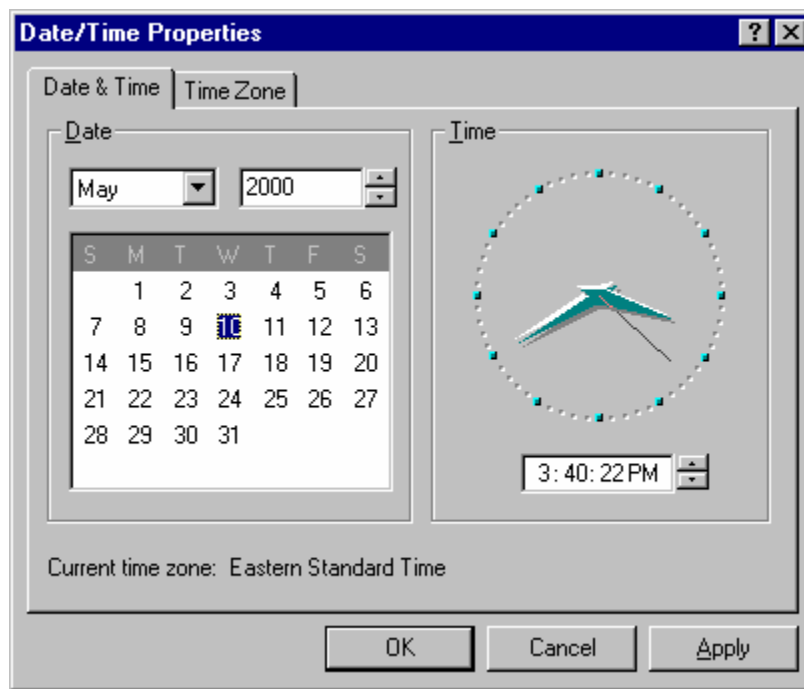 Date/Time Properties
Date & Time Time Zone
Date
May 2000
S M T W T F S
1 2 3 4 5 6
7 8 9 10 11 12 13
14 15 16 17 18 19 20
21 22 23 24 25 26 27
28 29 30 31
Time
3:40:22 PM
Current time zone: Eastern Standard Time
OK Cancel Apply